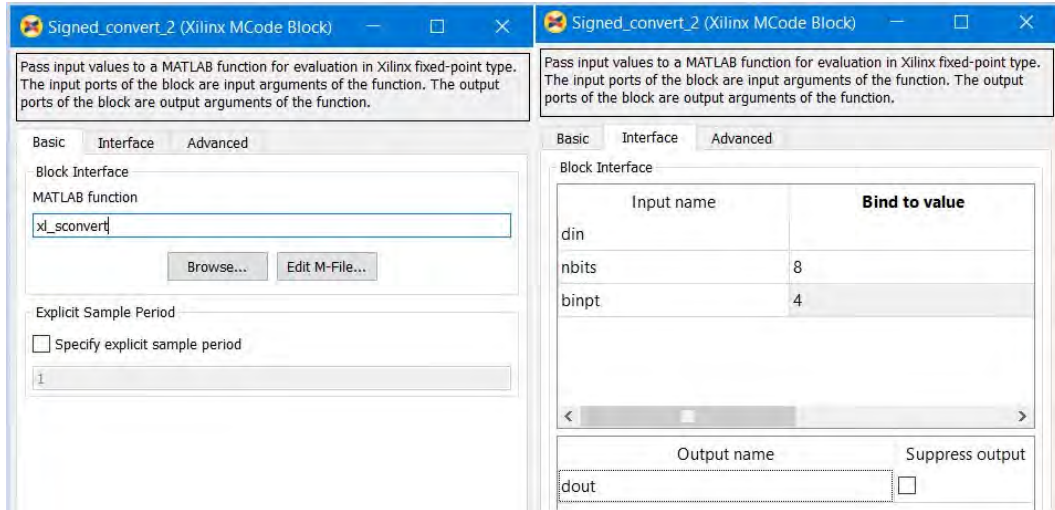 Signed_convert_2 (Xilinx MCode Block)
Pass input values to a MATLAB function for evaluation in Xilinx fixed-point type.
The input ports of the block are input arguments of the function. The output
ports of the block are output arguments of the function.
Basic Interface Advanced
Block Interface
MATLAB function
xl_sconvert
Browse... Edit M-File...
Explicit Sample Period
Specify explicit sample period
1
Signed_convert_2 (Xilinx MCode Block)
Pass input values to a MATLAB function for evaluation in Xilinx fixed-point type.
The input ports of the block are input arguments of the function. The output
ports of the block are output arguments of the function.
Basic Interface Advanced
Block Interface
Input name Bind to value
din
nbits 8
binpt 4
Output name Suppress output
dout